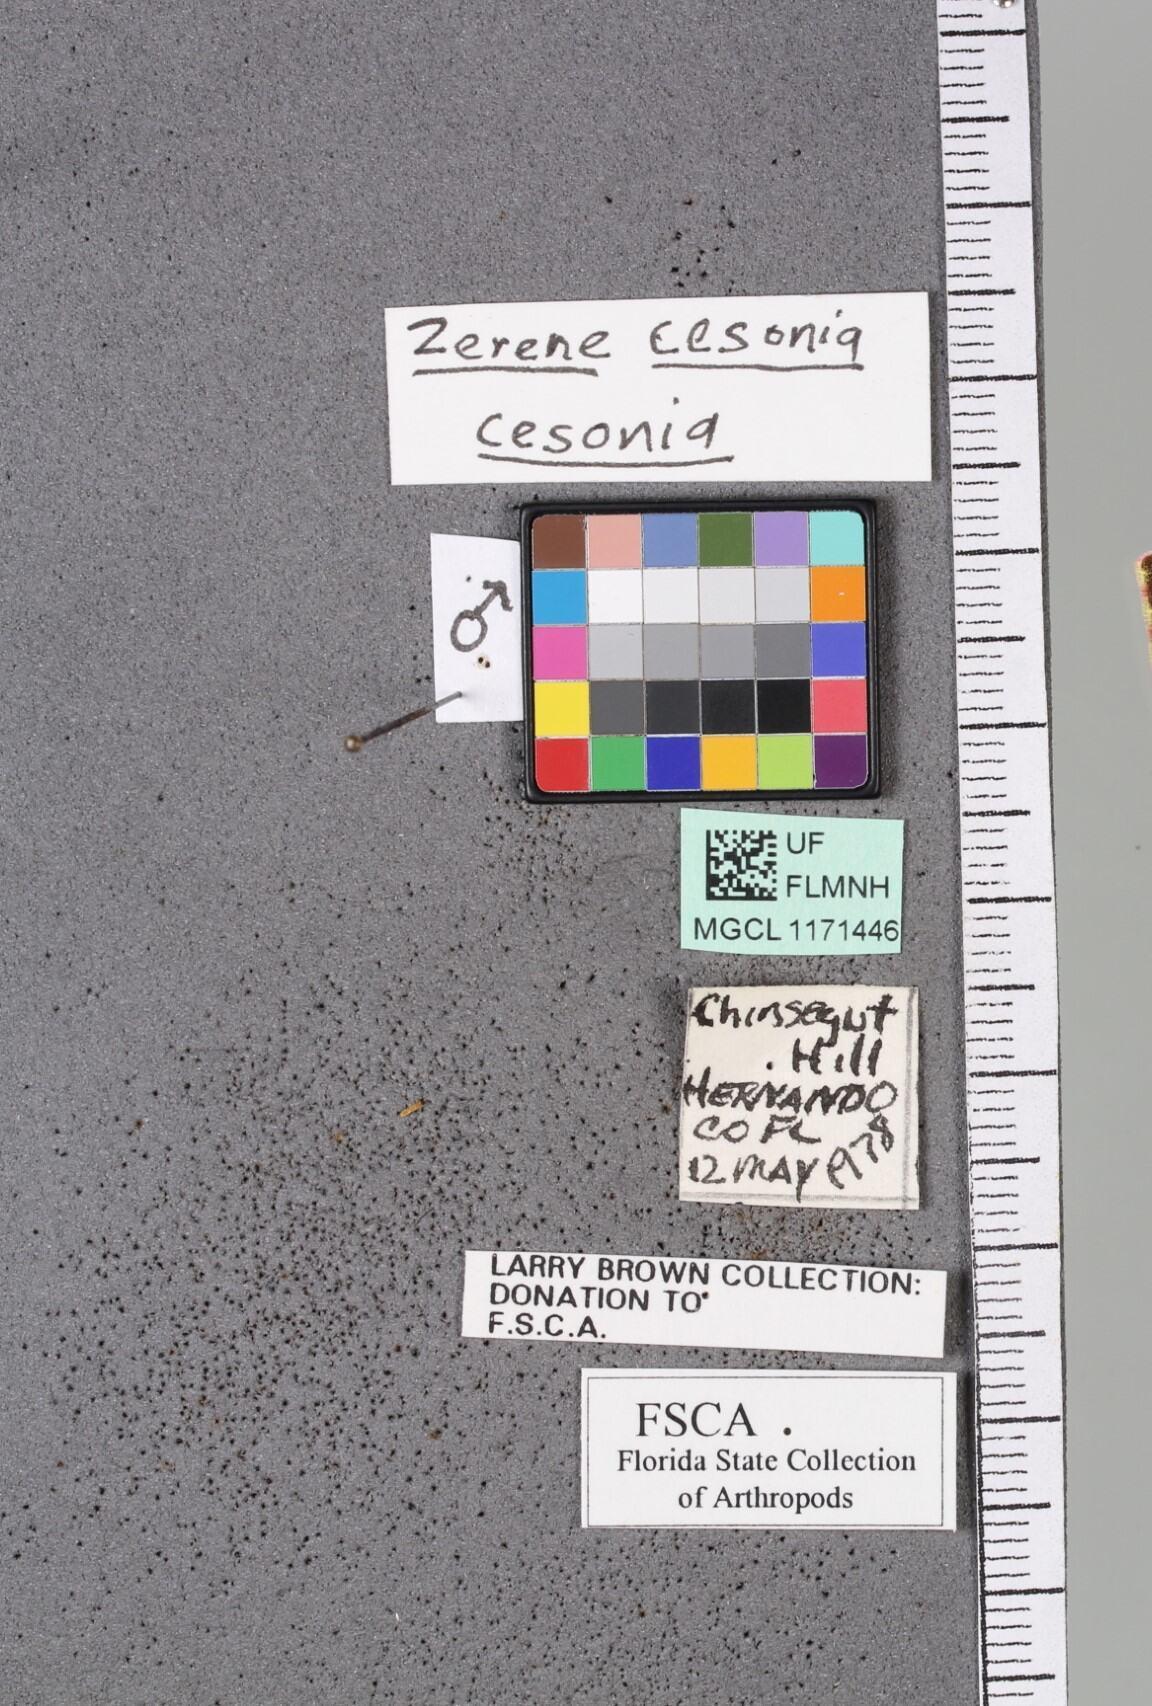 Zerene cesonia
cesonia
♂
UF
FLMNH
MGCL 1171446
Chinsegut
Hill
HERNANDO
CO FL
12 MAY 1978
LARRY BROWN COLLECTION:
DONATION TO
F.S.C.A.
FSCA
Florida State Collection
of Arthropods